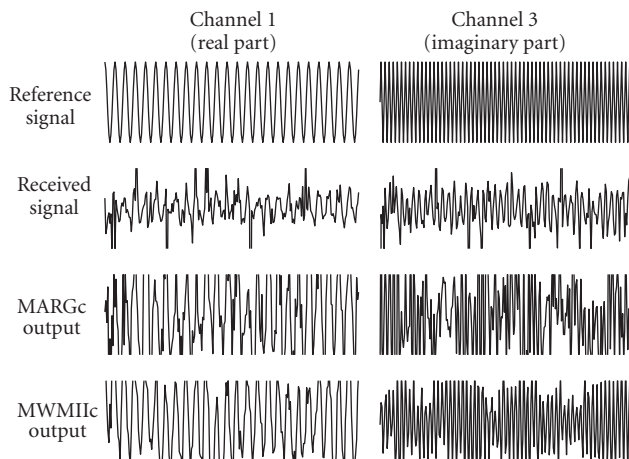 Channel 1
(real part)
Channel 3
(imaginary part)
Reference
signal
Received
signal
MARGc
output
MWMIIc
output